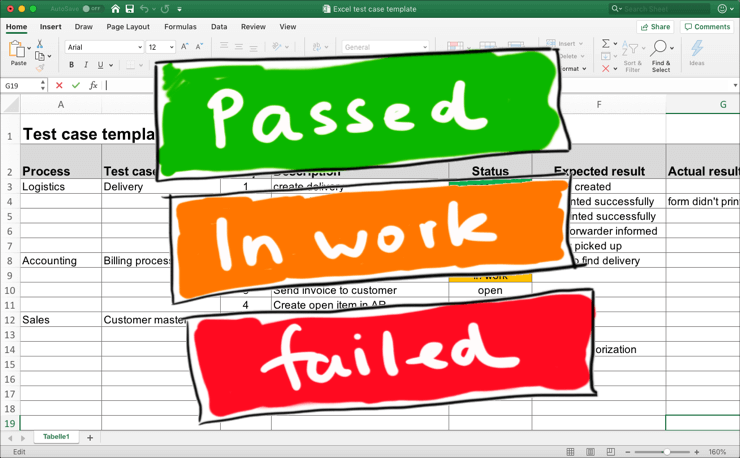 AutoSave OFF
Excel test case template
Search Sheet
Home Insert Draw Page Layout Formulas Data Review View
Share Comments
Paste
Arial 12
General
Insert
Delete
Format
Sort & Filter
Find & Select
Ideas
G19 fx
A F G
1 Test case templa
2 Process Test case Description Status Expected result Actual result
3 Logistics Delivery 1 create delivery created
4 nted successfully form didn't prin
5 nted successfully
6 orwarder informed
7 picked up
8 Accounting Billing process o find delivery
9 in work
10 Send invoice to customer open
11 4 Create open item in AR
12 Sales Customer master
13
14 orization
15
16
17
18
19
Passed
In work
failed
Tabelle1
Edit
160%